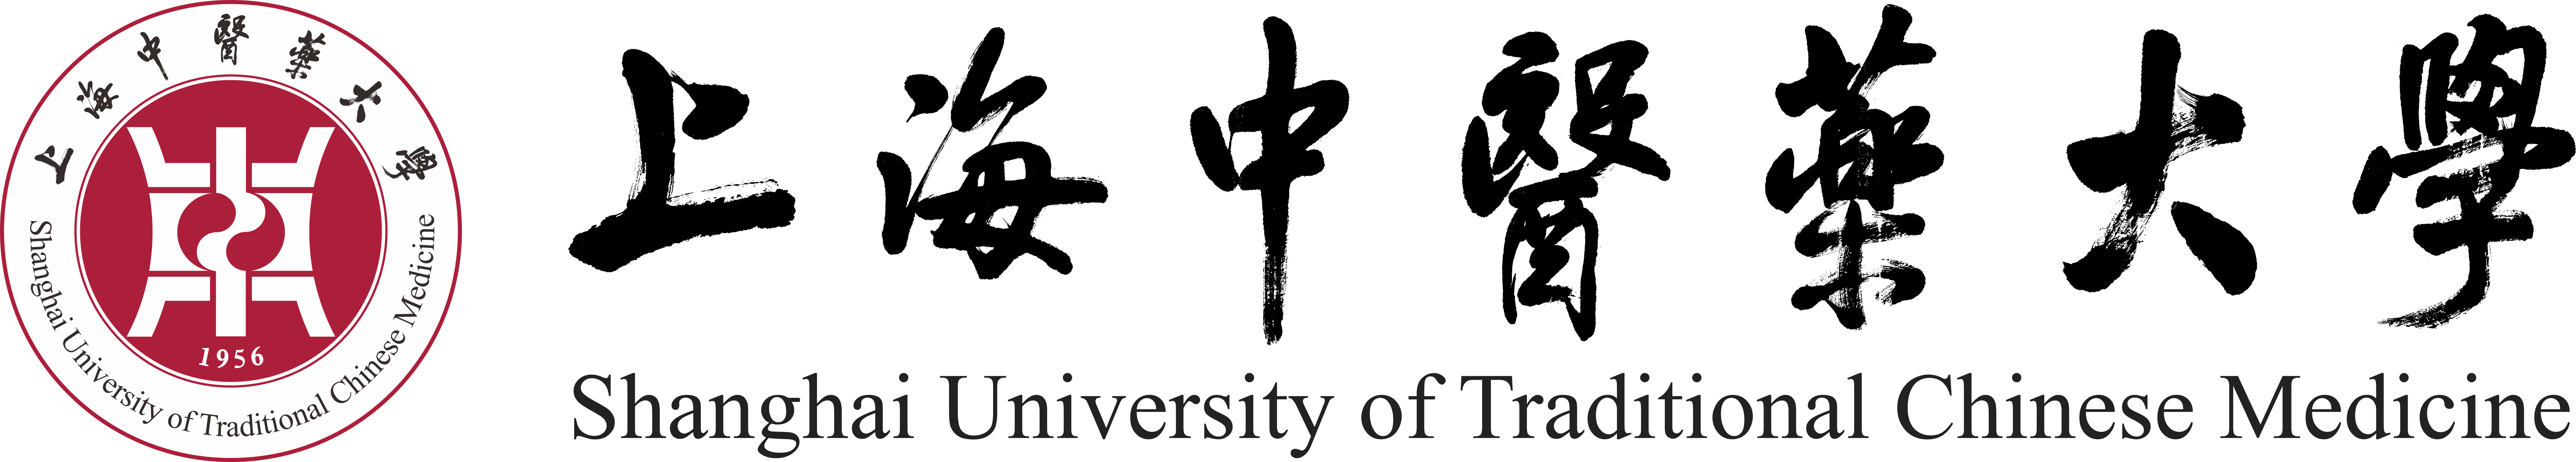 上海中醫藥大學
1956
Shanghai University of Traditional Chinese Medicine
上海中醫藥大學
Shanghai University of Traditional Chinese Medicine